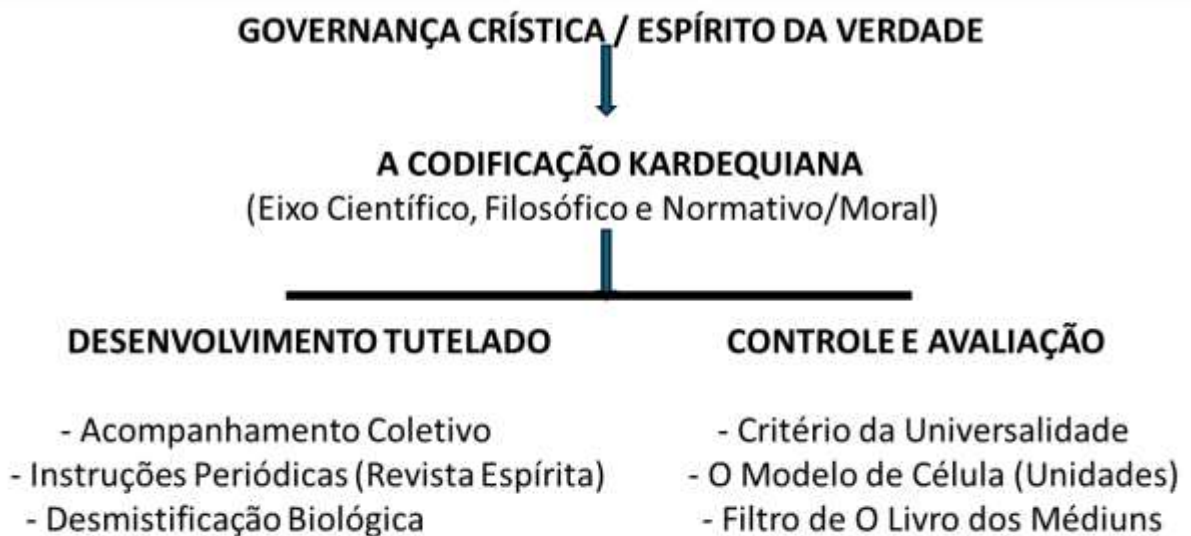 GOVERNANÇA CRÍSTICA / ESPÍRITO DA VERDADE
A CODIFICAÇÃO KARDEQUIANA
(Eixo Científico, Filosófico e Normativo/Moral)
DESENVOLVIMENTO TUTELADO
- Acompanhamento Coletivo
- Instruções Periódicas (Revista Espírita)
- Desmistificação Biológica
CONTROLE E AVALIAÇÃO
- Critério da Universalidade
- O Modelo de Célula (Unidades)
- Filtro de O Livro dos Médiuns